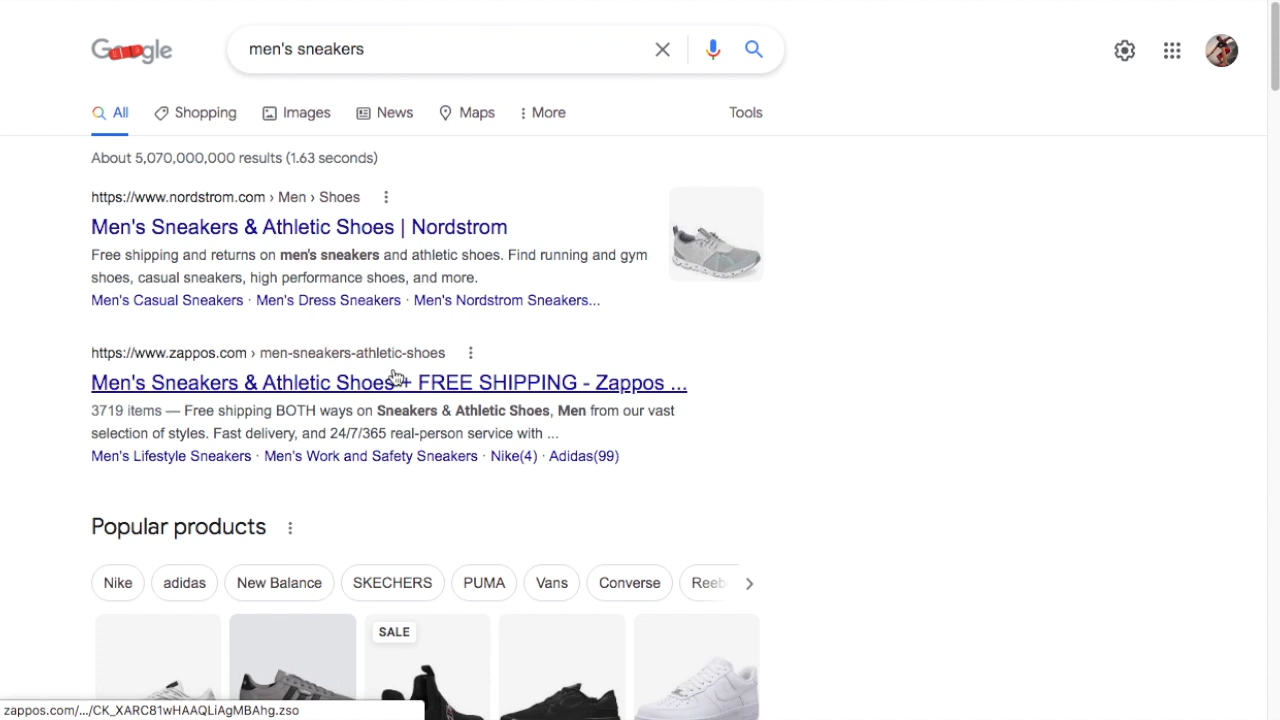 Google
men's sneakers
All
Shopping
Images
News
Maps
More
Tools
About 5,070,000,000 results (1.63 seconds)
https://www.nordstrom.com › Men › Shoes
Men's Sneakers & Athletic Shoes | Nordstrom
Free shipping and returns on men's sneakers and athletic shoes. Find running and gym
shoes, casual sneakers, high performance shoes, and more.
Men's Casual Sneakers · Men's Dress Sneakers · Men's Nordstrom Sneakers...
https://www.zappos.com › men-sneakers-athletic-shoes
Men's Sneakers & Athletic Shoes + FREE SHIPPING - Zappos ...
3719 items — Free shipping BOTH ways on Sneakers & Athletic Shoes, Men from our vast
selection of styles. Fast delivery, and 24/7/365 real-person service with ...
Men's Lifestyle Sneakers · Men's Work and Safety Sneakers · Nike(4) · Adidas(99)
Popular products
Nike
adidas
New Balance
SKECHERS
PUMA
Vans
Converse
Reeb
SALE
zappos.com/.../CK_XARC81wHAAQLiAgMBAhg.zso